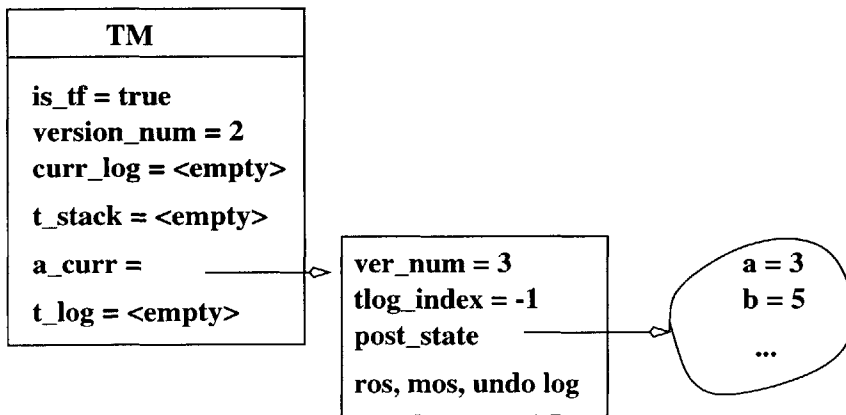 TM
is_tf = true
version_num = 2
curr_log = <empty>
t_stack = <empty>
a_curr =
t_log = <empty>
ver_num = 3
tlog_index = -1
post_state
ros, mos, undo log
a = 3
b = 5
...